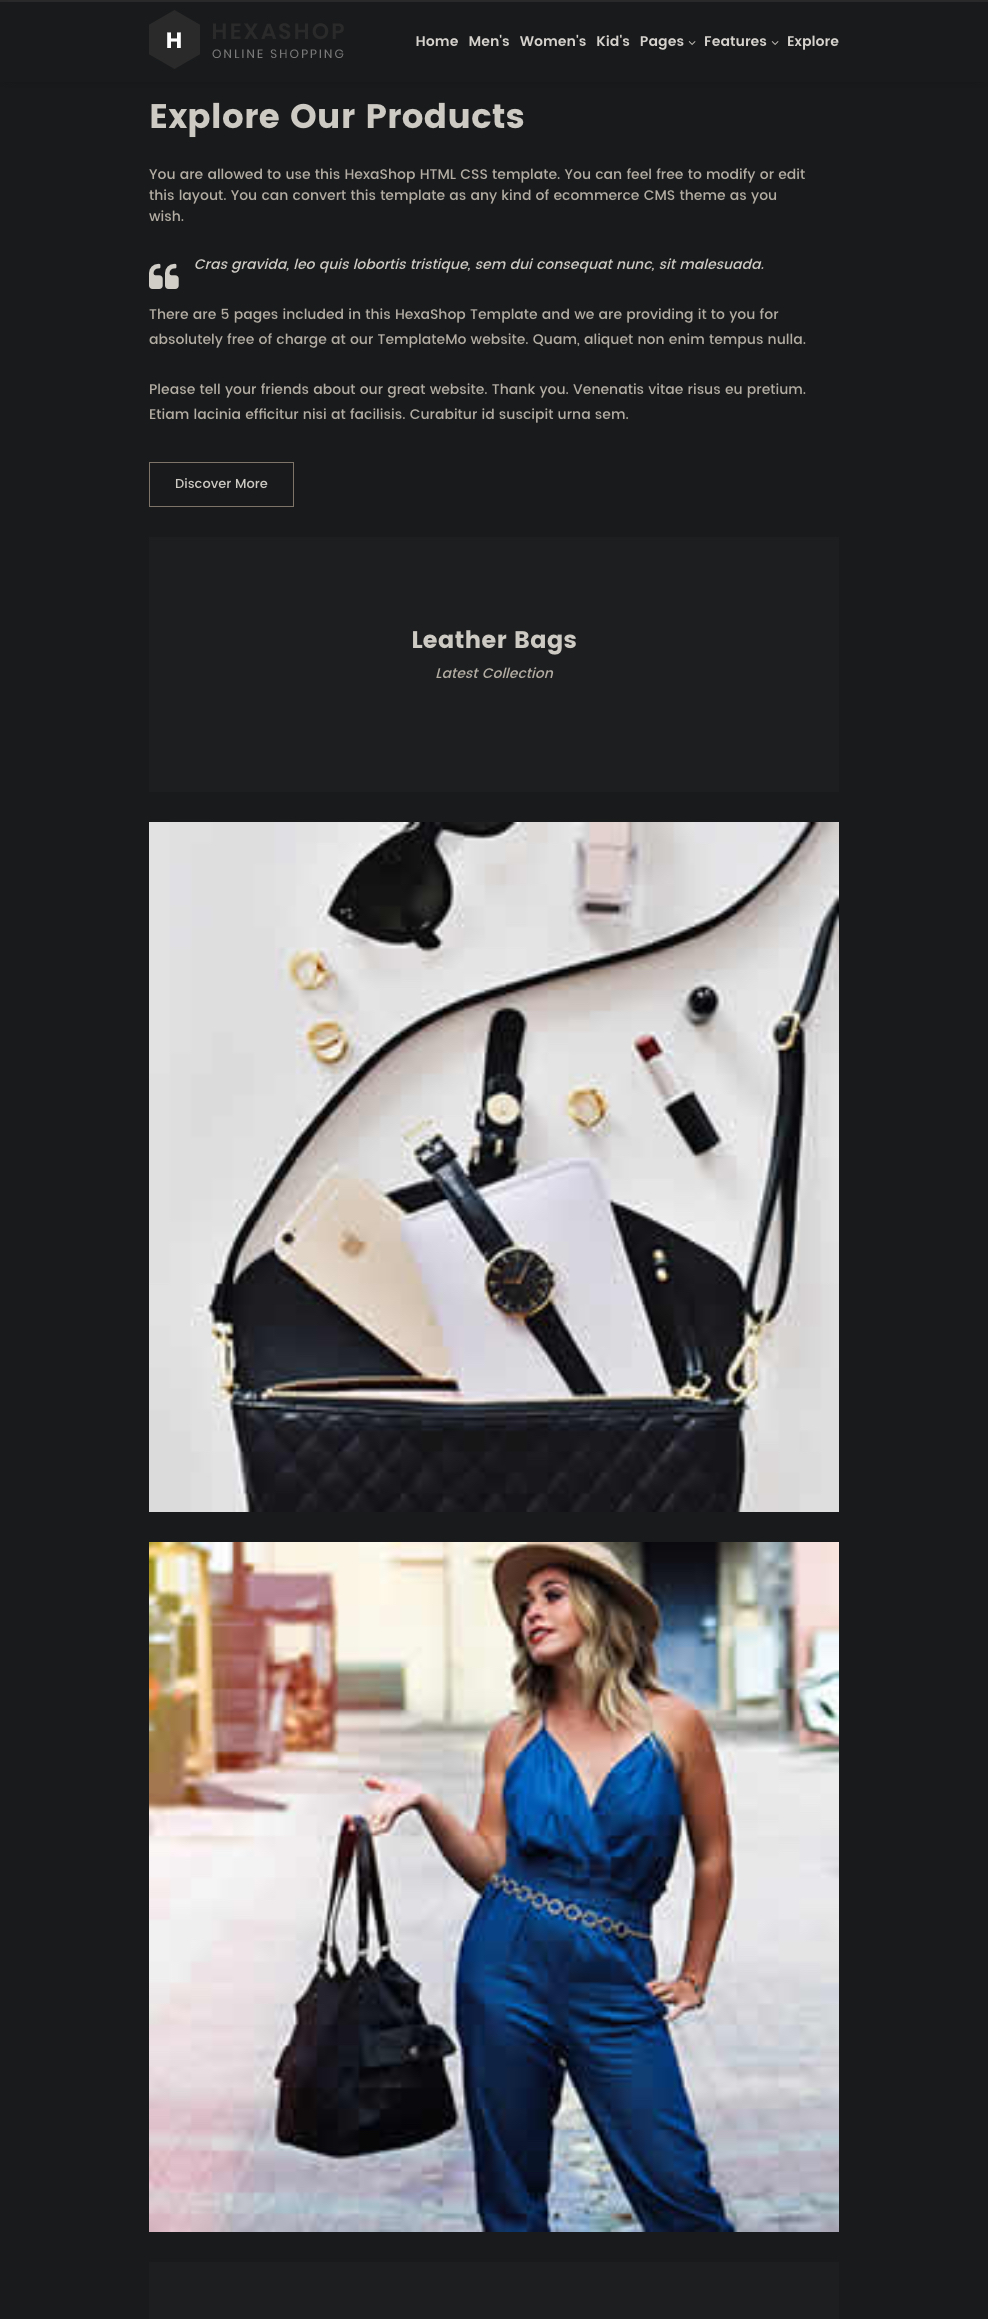 H
HEXASHOP
ONLINE SHOPPING
Home Men's Women's Kid's Pages Features Explore
Explore Our Products
You are allowed to use this HexaShop HTML CSS template. You can feel free to modify or edit
this layout. You can convert this template as any kind of ecommerce CMS theme as you
wish.
Cras gravida, leo quis lobortis tristique, sem dui consequat nunc, sit malesuada.
There are 5 pages included in this HexaShop Template and we are providing it to you for
absolutely free of charge at our TemplateMo website. Quam, aliquet non enim tempus nulla.
Please tell your friends about our great website. Thank you. Venenatis vitae risus eu pretium.
Etiam lacinia efficitur nisi at facilisis. Curabitur id suscipit urna sem.
Discover More
Leather Bags
Latest Collection